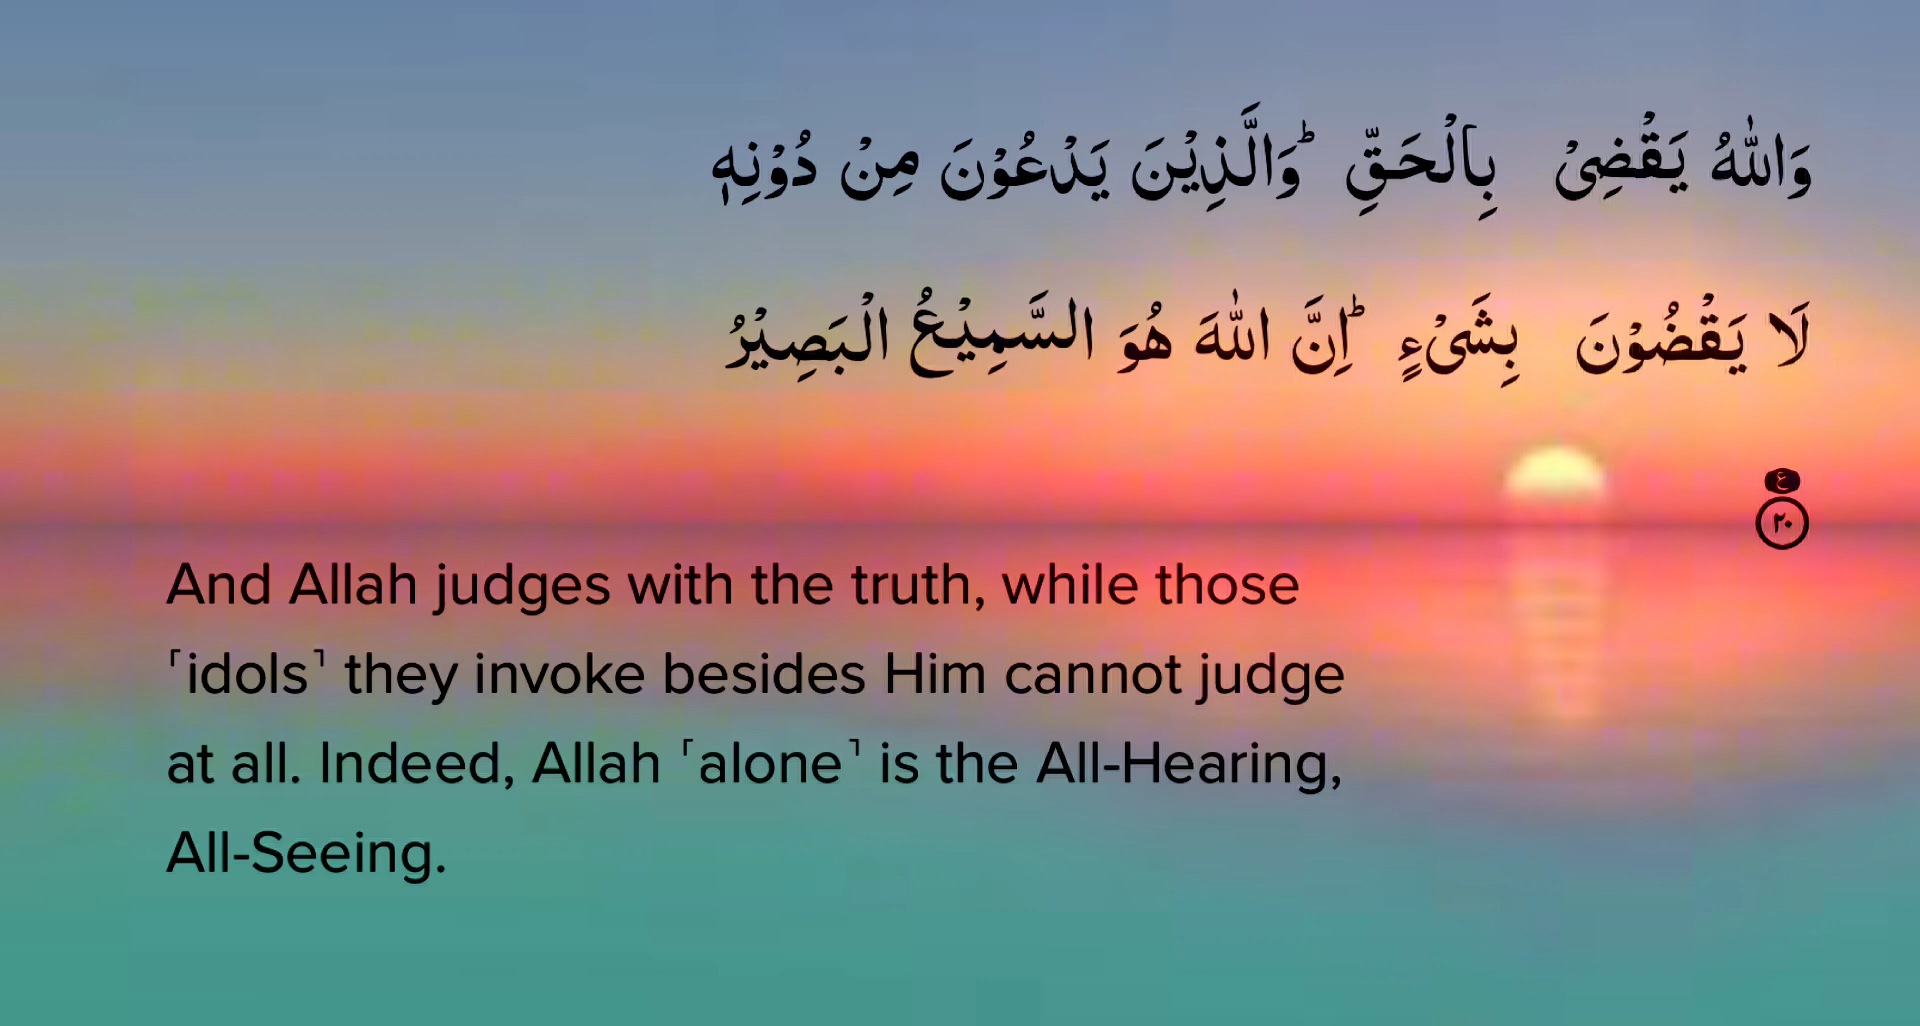 وَاللّٰهُ يَقْضِىْ بِالْحَقِّ ؕ وَالَّذِيْنَ يَدْعُوْنَ مِنْ دُوْنِهٖ
لَا يَقْضُوْنَ بِشَىْءٍ ؕ اِنَّ اللّٰهَ هُوَ السَّمِيْعُ الْبَصِيْرُ
ع
٢٠
And Allah judges with the truth, while those
˹idols˺ they invoke besides Him cannot judge
at all. Indeed, Allah ˹alone˺ is the All-Hearing,
All-Seeing.